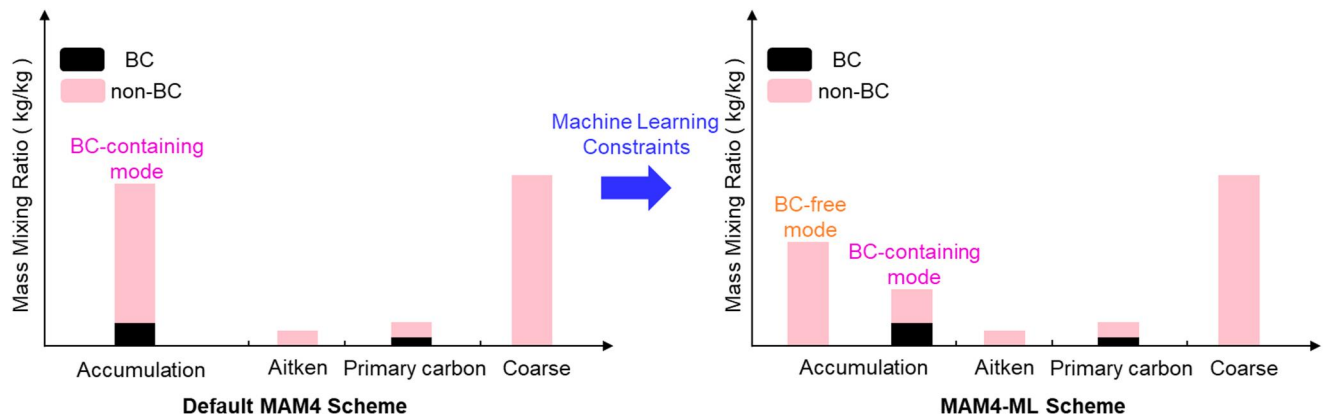 Mass Mixing Ratio ( kg/kg )
BC
non-BC
BC-containing
mode
Accumulation
Aitken
Primary carbon
Coarse
Default MAM4 Scheme
Machine Learning
Constraints
Mass Mixing Ratio ( kg/kg )
BC
non-BC
BC-free
mode
BC-containing
mode
Accumulation
Aitken
Primary carbon
Coarse
MAM4-ML Scheme